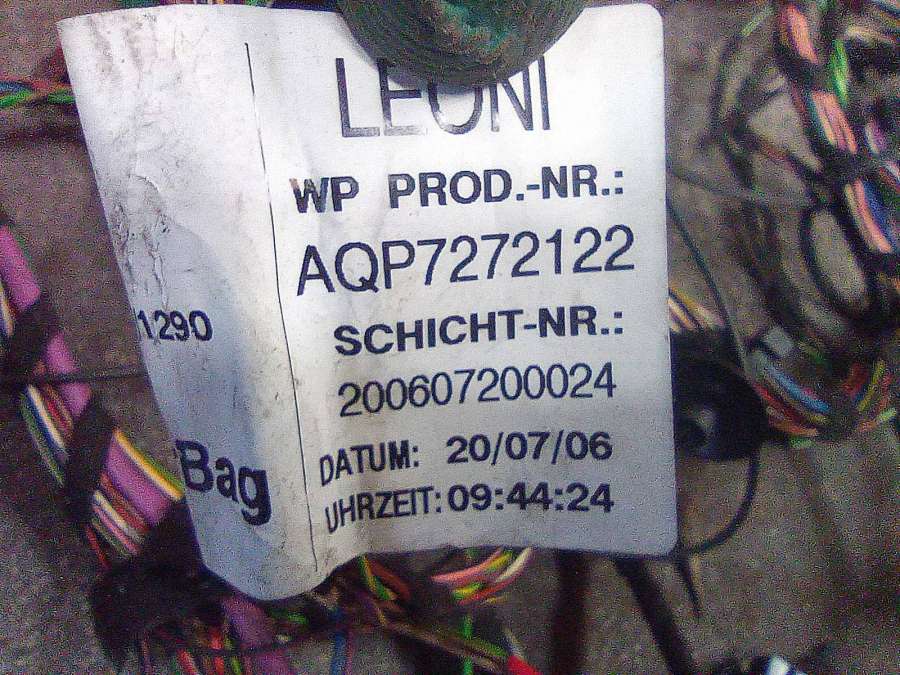 LEONI
WP PROD.-NR.:
AQP7272122
SCHICHT-NR.:
200607200024
DATUM: 20/07/06
UHRZEIT: 09:44:24
1290
Bag